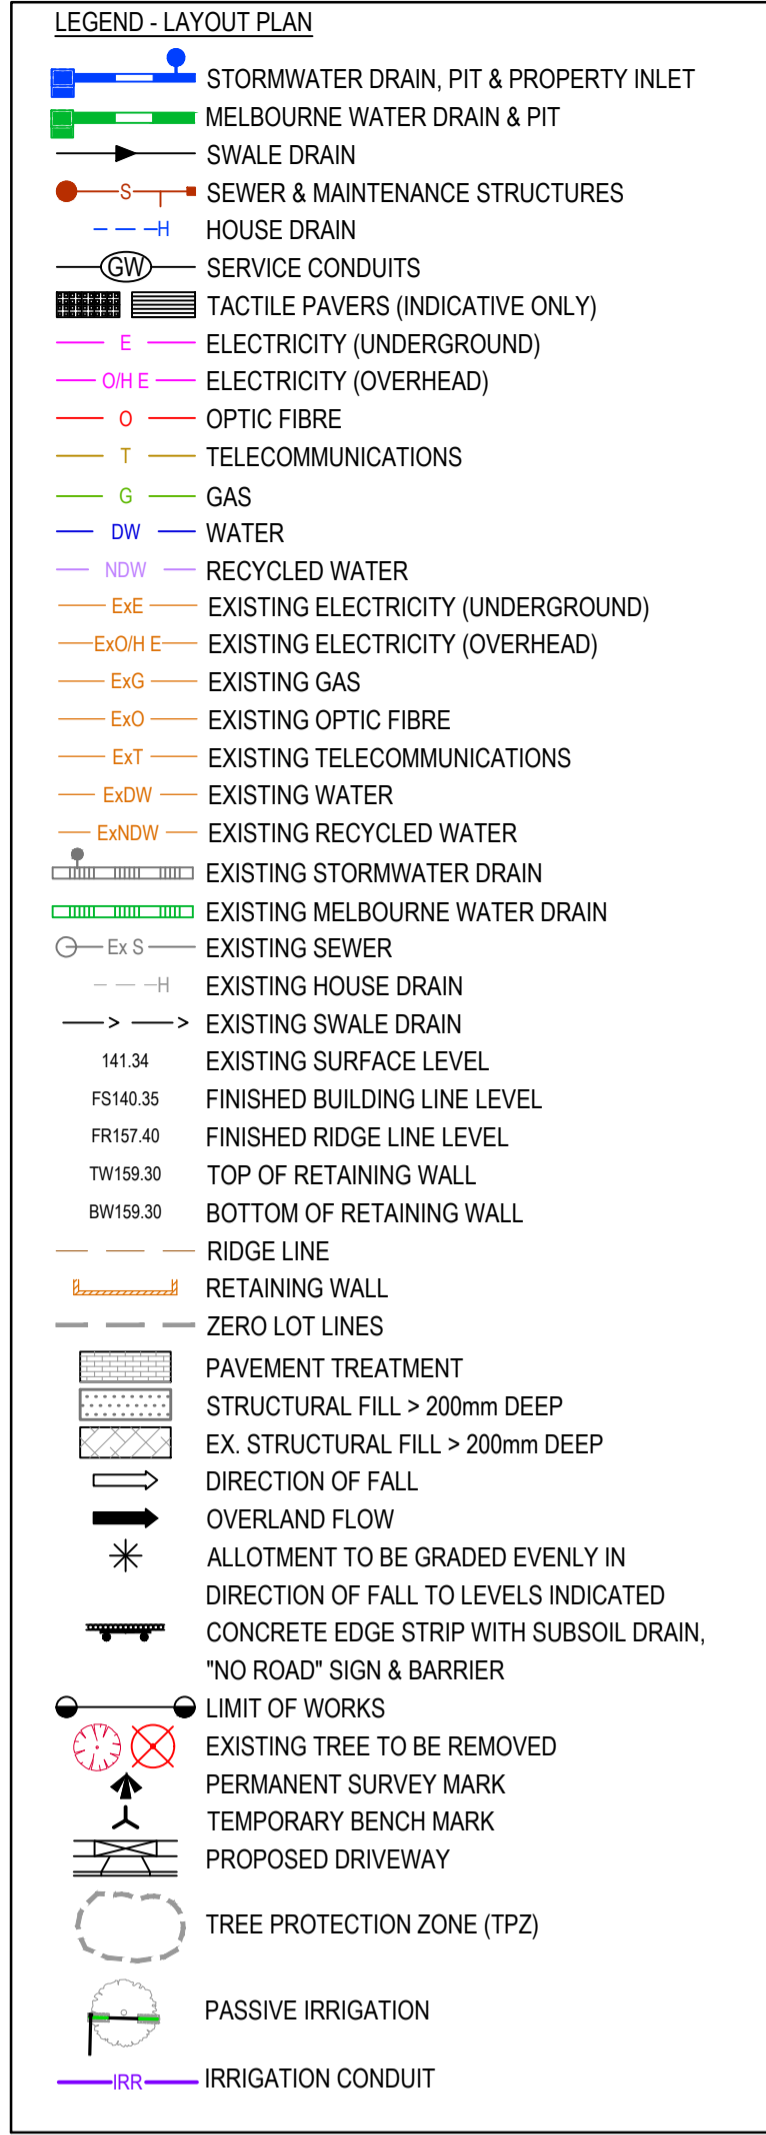 LEGEND - LAYOUT PLAN
STORMWATER DRAIN, PIT & PROPERTY INLET
MELBOURNE WATER DRAIN & PIT
SWALE DRAIN
S SEWER & MAINTENANCE STRUCTURES
H HOUSE DRAIN
GW SERVICE CONDUITS
TACTILE PAVERS (INDICATIVE ONLY)
E ELECTRICITY (UNDERGROUND)
O/H E ELECTRICITY (OVERHEAD)
O OPTIC FIBRE
T TELECOMMUNICATIONS
G GAS
DW WATER
NDW RECYCLED WATER
ExE EXISTING ELECTRICITY (UNDERGROUND)
ExO/H E EXISTING ELECTRICITY (OVERHEAD)
ExG EXISTING GAS
ExO EXISTING OPTIC FIBRE
ExT EXISTING TELECOMMUNICATIONS
ExDW EXISTING WATER
ExNDW EXISTING RECYCLED WATER
EXISTING STORMWATER DRAIN
EXISTING MELBOURNE WATER DRAIN
Ex S EXISTING SEWER
H EXISTING HOUSE DRAIN
EXISTING SWALE DRAIN
141.34 EXISTING SURFACE LEVEL
FS140.35 FINISHED BUILDING LINE LEVEL
FR157.40 FINISHED RIDGE LINE LEVEL
TW159.30 TOP OF RETAINING WALL
BW159.30 BOTTOM OF RETAINING WALL
RIDGE LINE
RETAINING WALL
ZERO LOT LINES
PAVEMENT TREATMENT
STRUCTURAL FILL > 200mm DEEP
EX. STRUCTURAL FILL > 200mm DEEP
DIRECTION OF FALL
OVERLAND FLOW
ALLOTMENT TO BE GRADED EVENLY IN
DIRECTION OF FALL TO LEVELS INDICATED
CONCRETE EDGE STRIP WITH SUBSOIL DRAIN,
"NO ROAD" SIGN & BARRIER
LIMIT OF WORKS
EXISTING TREE TO BE REMOVED
PERMANENT SURVEY MARK
TEMPORARY BENCH MARK
PROPOSED DRIVEWAY
TREE PROTECTION ZONE (TPZ)
PASSIVE IRRIGATION
IRR IRRIGATION CONDUIT